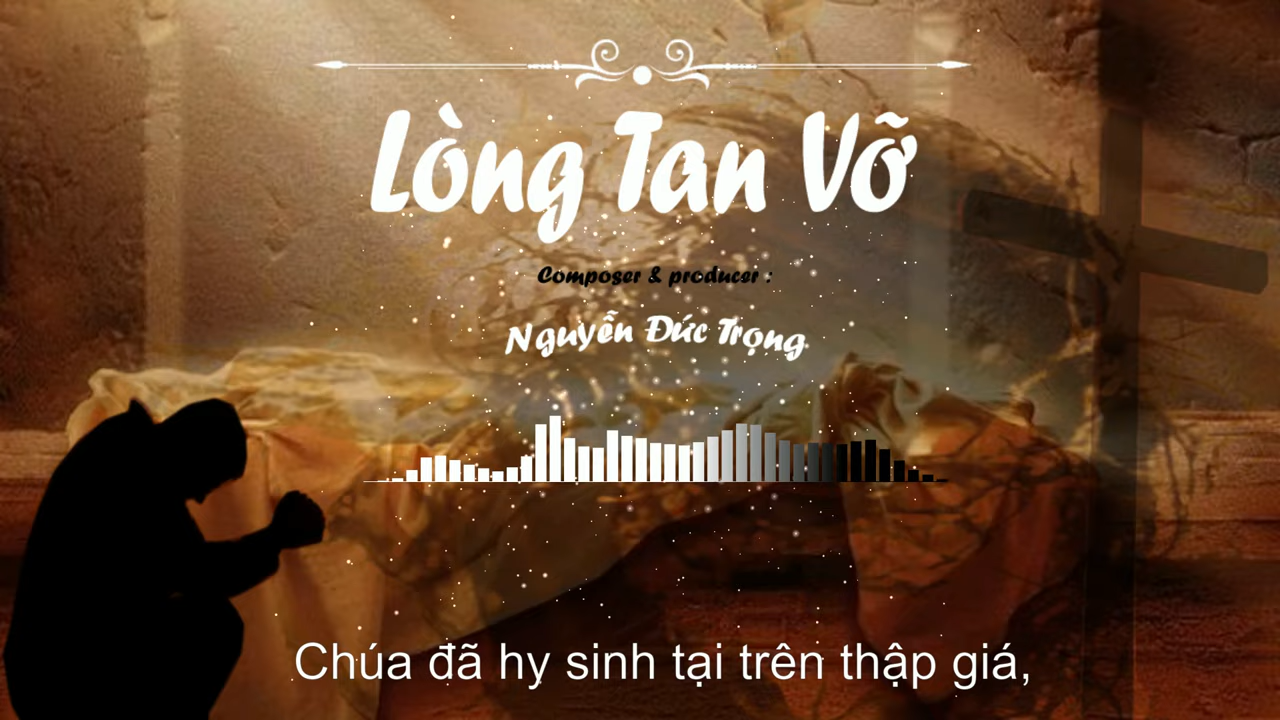 Lòng Tan Vỡ
Composer & producer :
Nguyễn Đức Trọng
Chúa đã hy sinh tại trên thập giá,